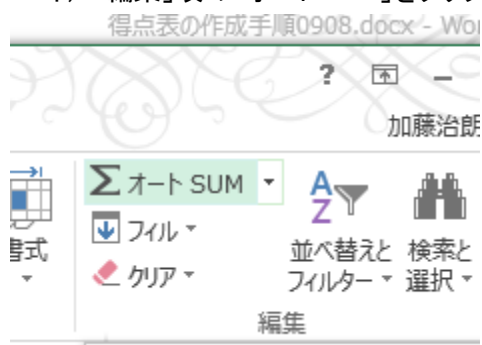 得点表の作成手順0908.docx - Wor
?
加藤治朗
Σ オート SUM
フィル
クリア
書式
並べ替えと
フィルター
検索と
選択
編集